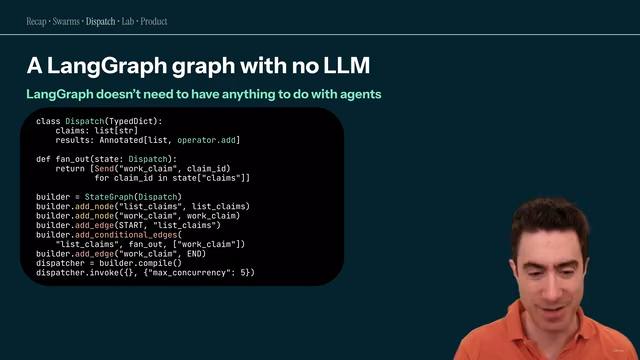 Recap • Swarms • Dispatch • Lab • Product
A LangGraph graph with no LLM
LangGraph doesn’t need to have anything to do with agents
class Dispatch(TypedDict):
    claims: list[str]
    results: Annotated[list, operator.add]
def fan_out(state: Dispatch):
    return [Send("work_claim", claim_id)
            for claim_id in state["claims"]]
builder = StateGraph(Dispatch)
builder.add_node("list_claims", list_claims)
builder.add_node("work_claim", work_claim)
builder.add_edge(START, "list_claims")
builder.add_conditional_edges(
    "list_claims", fan_out, ["work_claim"])
builder.add_edge("work_claim", END)
dispatcher = builder.compile()
dispatcher.invoke({}, {"max_concurrency": 5})